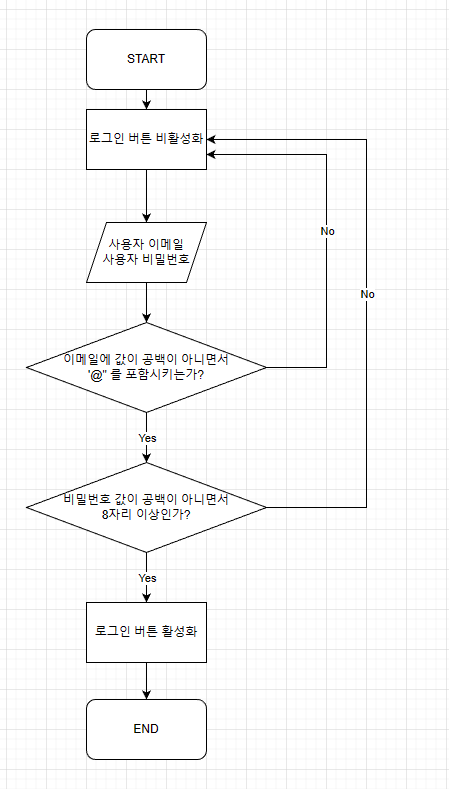 START
로그인 버튼 비활성화
사용자 이메일
사용자 비밀번호
No
No
이메일에 값이 공백이 아니면서
'@" 를 포함시키는가?
Yes
비밀번호 값이 공백이 아니면서
8자리 이상인가?
Yes
로그인 버튼 활성화
END